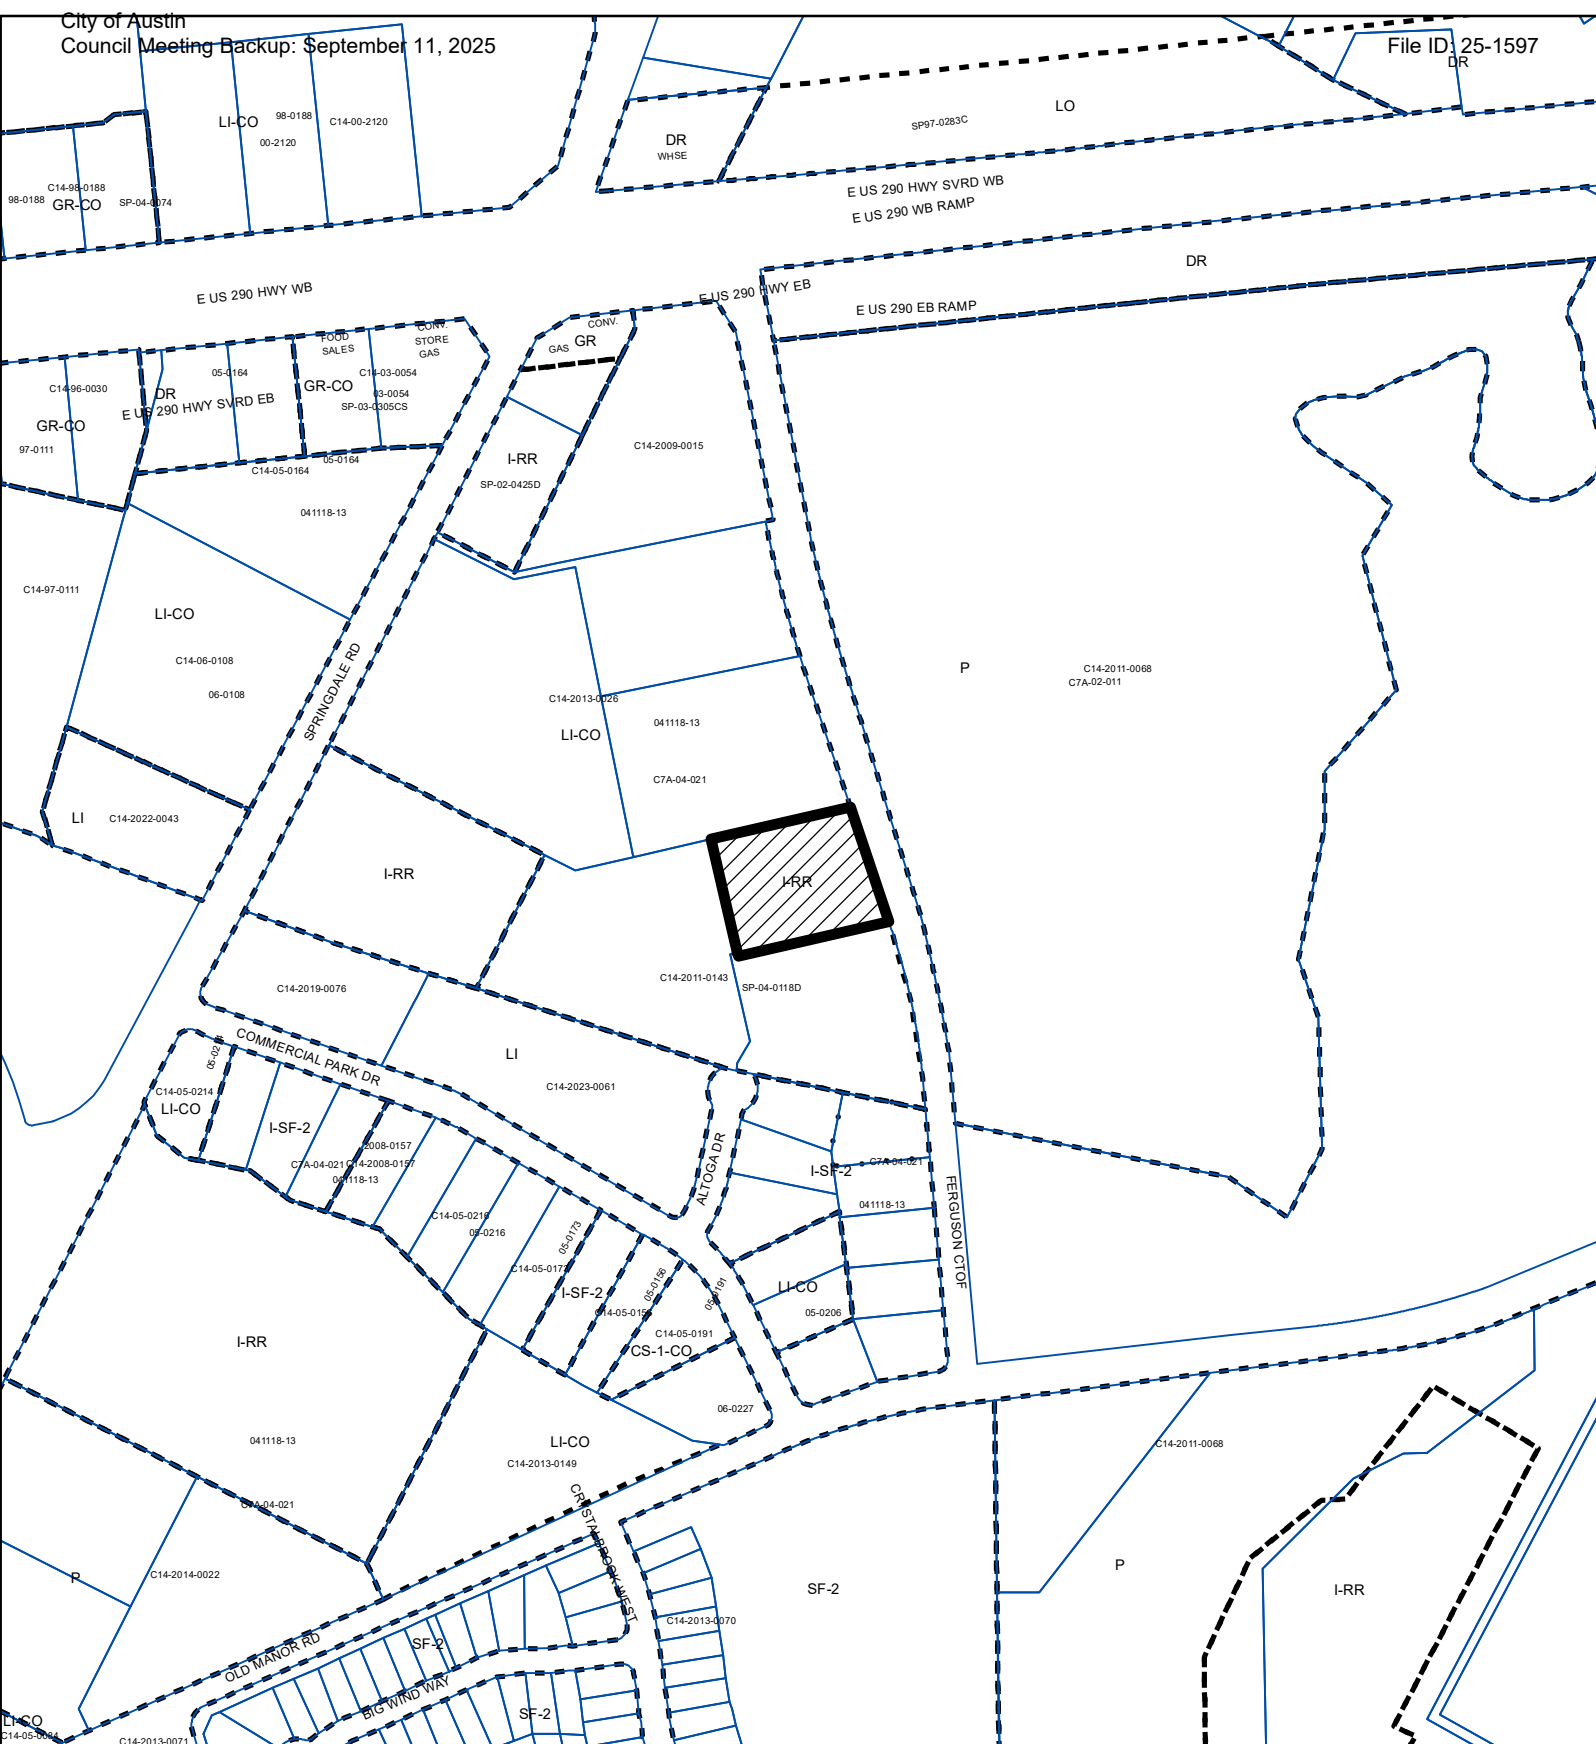 City of Austin
Council Meeting Backup: September 11, 2025
File ID: 25-1597
DR
LO
SP97-0283C
LI-CO
98-0188
C14-00-2120
00-2120
DR
WHSE
C14-98-0188
98-0188
GR-CO
SP-04-0074
E US 290 HWY SVRD WB
E US 290 WB RAMP
DR
E US 290 HWY WB
E US 290 HWY EB
E US 290 EB RAMP
FOOD
SALES
CONV.
STORE
GAS
CONV.
GAS
GR
C14-96-0030
DR
05-0164
C14-03-0054
GR-CO
03-0054
SP-03-0305CS
E US 290 HWY SVRD EB
GR-CO
97-0111
C14-05-0164
05-0164
I-RR
SP-02-0425D
C14-2009-0015
041118-13
C14-97-0111
LI-CO
C14-06-0108
06-0108
SPRINGDALE RD
C14-2013-0026
LI-CO
041118-13
C7A-04-021
P
C14-2011-0068
C7A-02-011
LI
C14-2022-0043
I-RR
I-RR
C14-2011-0143
SP-04-0118D
C14-2019-0076
COMMERCIAL PARK DR
LI
C14-2023-0061
C14-05-0214
LI-CO
I-SF-2
2008-0157
C7A-04-021
C14-2008-0157
041118-13
ALTOGA DR
I-SF-2
C7A-04-021
041118-13
FERGUSON CTOF
C14-05-0216
05-0216
05-0173
C14-05-0173
I-SF-2
05-0156
05-0191
C14-05-0191
CS-1-CO
LI-CO
05-0206
I-RR
06-0227
041118-13
LI-CO
C14-2013-0149
C7A-04-021
CRYSTALBROOK WEST
C14-2011-0068
P
C14-2014-0022
P
I-RR
SF-2
C14-2013-0070
OLD MANOR RD
SF-2
BIG WIND WAY
SF-2
LI-CO
C14-05-0034
C14-2013-0071